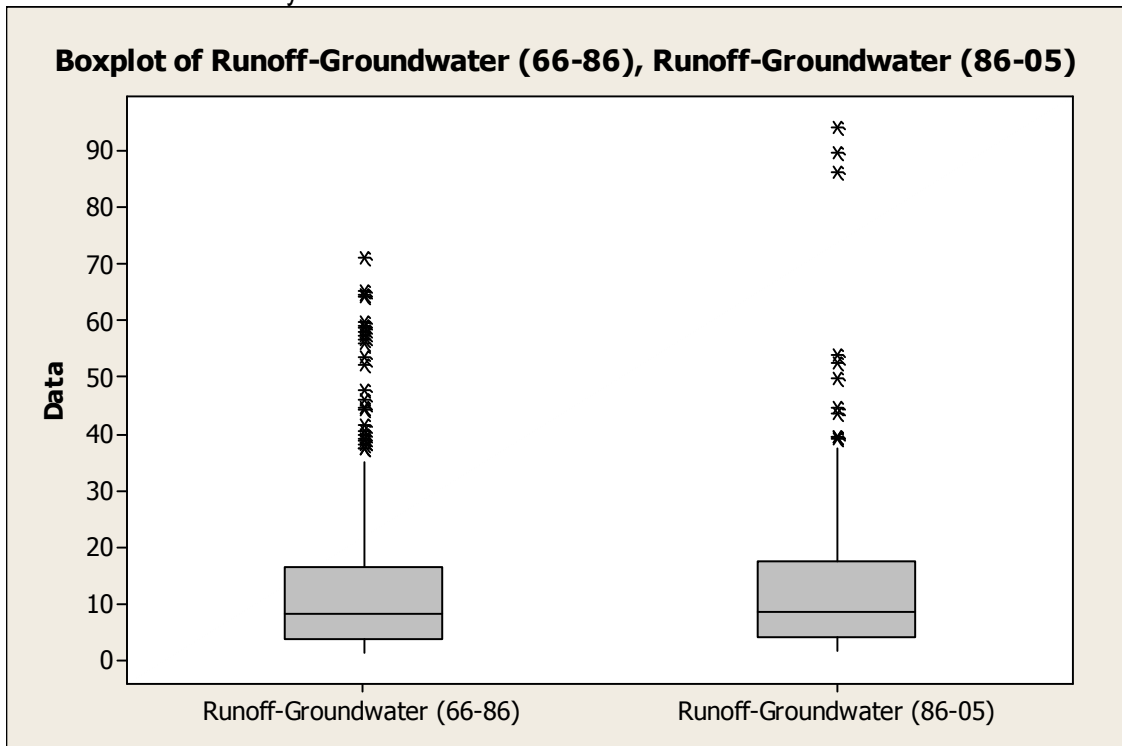 Boxplot of Runoff-Groundwater (66-86), Runoff-Groundwater (86-05)
90
80
70
60
50
40
30
20
10
0
Data
Runoff-Groundwater (66-86)
Runoff-Groundwater (86-05)